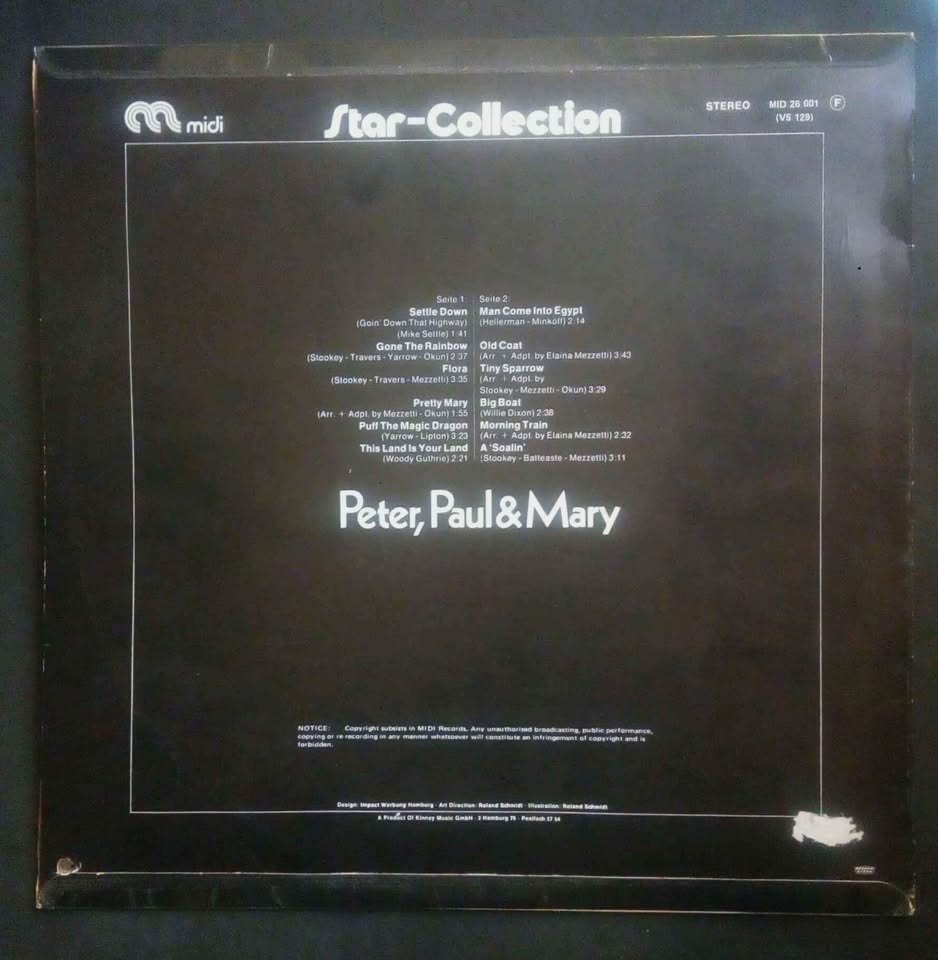 midi
Star-Collection
STEREO
MID 26 001 F
(VS 129)
Seite 1:
Settle Down
(Goin' Down That Highway)
(Mike Settle) 1:41
Gone The Rainbow
(Stookey - Travers - Yarrow - Okun) 2:37
Flora
(Stookey - Travers - Mezzetti) 3:35
Pretty Mary
(Arr. + Adpt. by Mezzetti - Okun) 1:55
Puff The Magic Dragon
(Yarrow - Lipton) 3:23
This Land Is Your Land
(Woody Guthrie) 2:21
Seite 2:
Man Come Into Egypt
(Hellerman - Minkoff) 2:14
Old Coat
(Arr. + Adpt. by Elaina Mezzetti) 3:43
Tiny Sparrow
(Arr. + Adpt. by
Stookey - Mezzetti - Okun) 3:29
Big Boat
(Willie Dixon) 2:38
Morning Train
(Arr. + Adpt. by Elaina Mezzetti) 2:32
A 'Soalin'
(Stookey - Batteaste - Mezzetti) 3:11
Peter, Paul & Mary
NOTICE: Copyright subsists in MIDI Records. Any unauthorised broadcasting, public performance,
copying or re-recording in any manner whatsoever will constitute an infringement of copyright and is
forbidden.
Design: Impact Werbung Hamburg · Art Direction: Roland Schmidt · Illustration: Roland Schmidt
A Product Of Kinney Music GmbH · 2 Hamburg 76 · Postfach 57 54